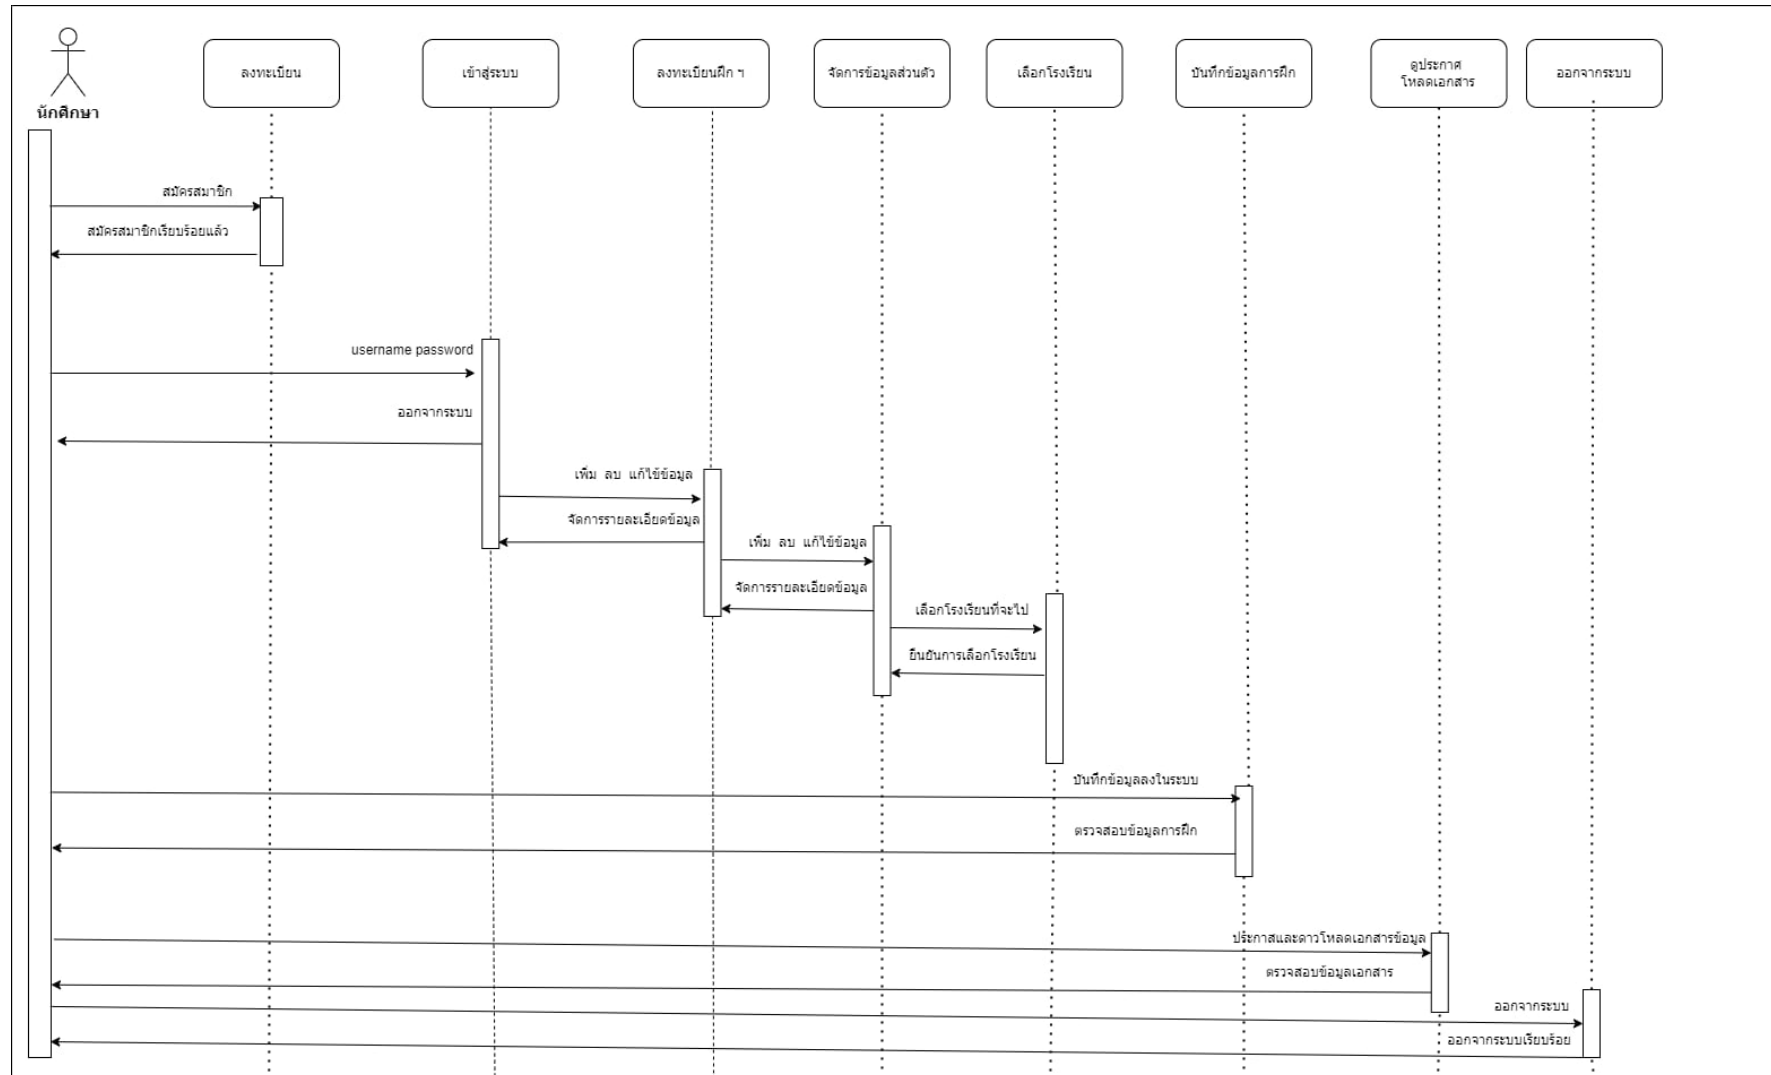 นักศึกษา
ลงทะเบียน
เข้าสู่ระบบ
ลงทะเบียนฝึก ฯ
จัดการข้อมูลส่วนตัว
เลือกโรงเรียน
บันทึกข้อมูลการฝึก
ดูประกาศ
โหลดเอกสาร
ออกจากระบบ
สมัครสมาชิก
สมัครสมาชิกเรียบร้อยแล้ว
username password
ออกจากระบบ
เพิ่ม ลบ แก้ไข้ข้อมูล
จัดการรายละเอียดข้อมูล
เพิ่ม ลบ แก้ไข้ข้อมูล
จัดการรายละเอียดข้อมูล
เลือกโรงเรียนที่จะไป
ยืนยันการเลือกโรงเรียน
บันทึกข้อมูลลงในระบบ
ตรวจสอบข้อมูลการฝึก
ประกาสและดาวโหลดเอกสารข้อมูล
ตรวจสอบข้อมูลเอกสาร
ออกจากระบบ
ออกจากระบบเรียบร้อย